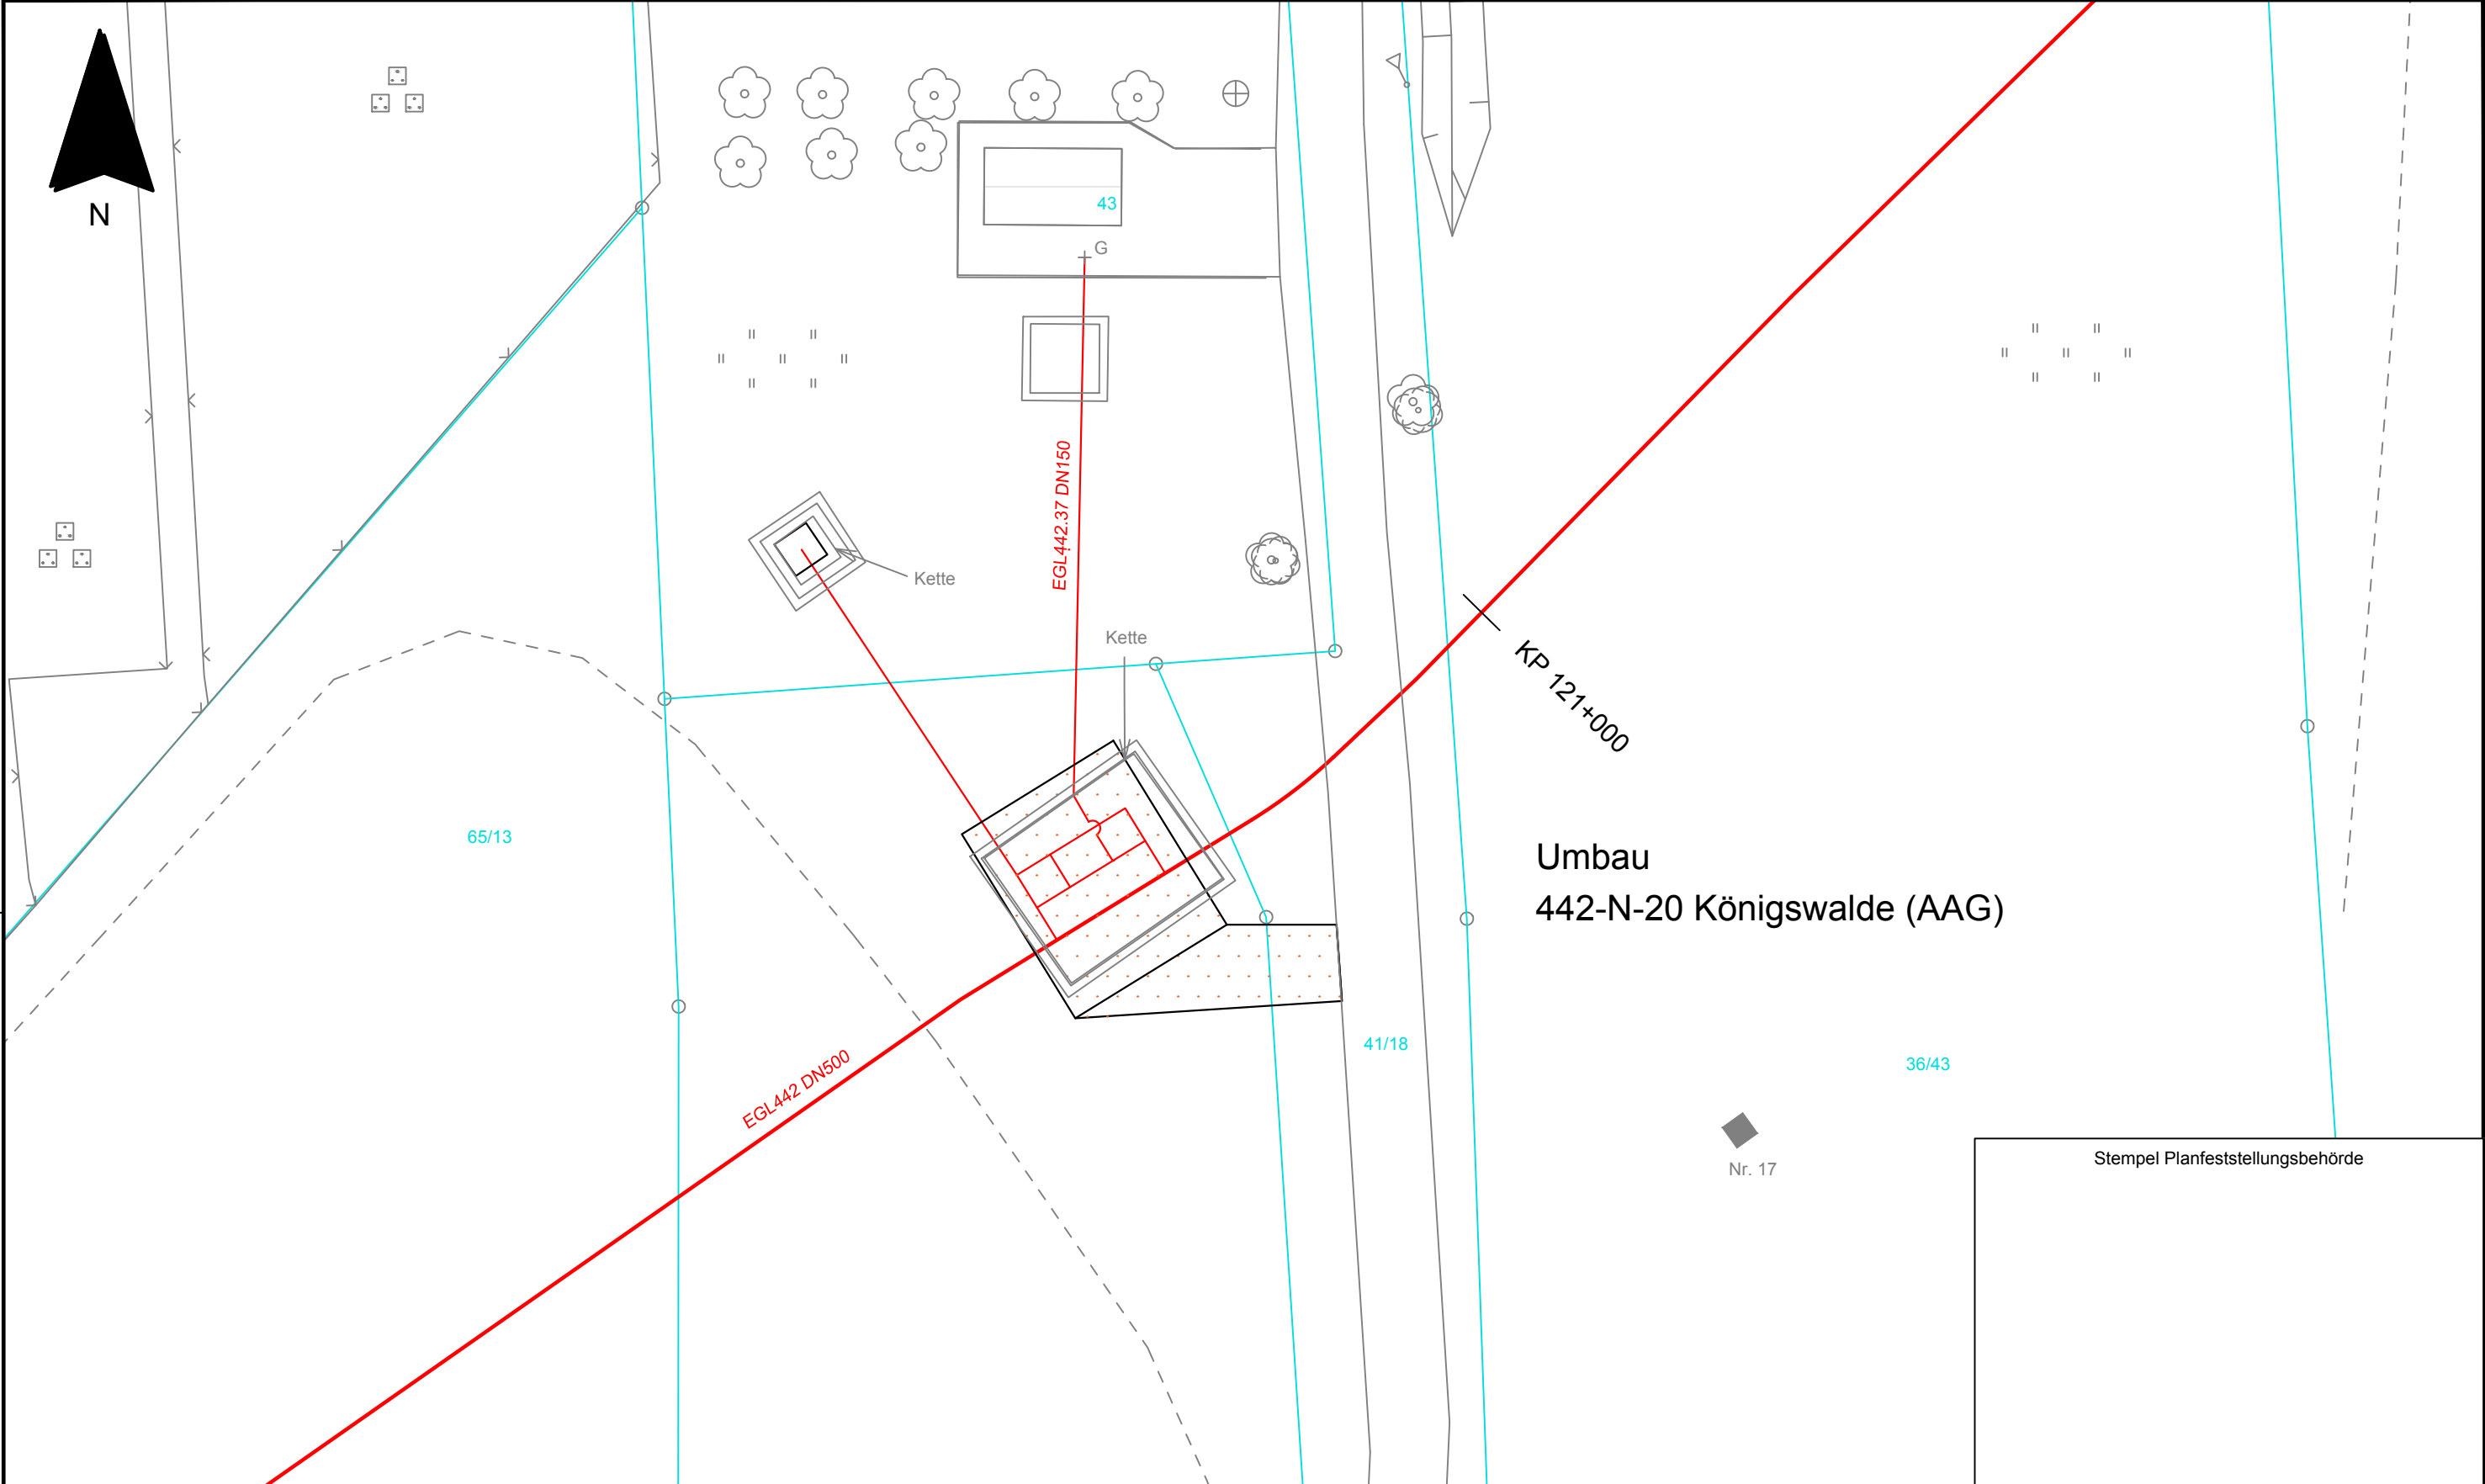 N
43
G
EGL442.37 DN150
Kette
Kette
KP 121+000
65/13
Umbau
442-N-20 Königswalde (AAG)
41/18
36/43
EGL442 DN500
Nr. 17
Stempel Planfeststellungsbehörde